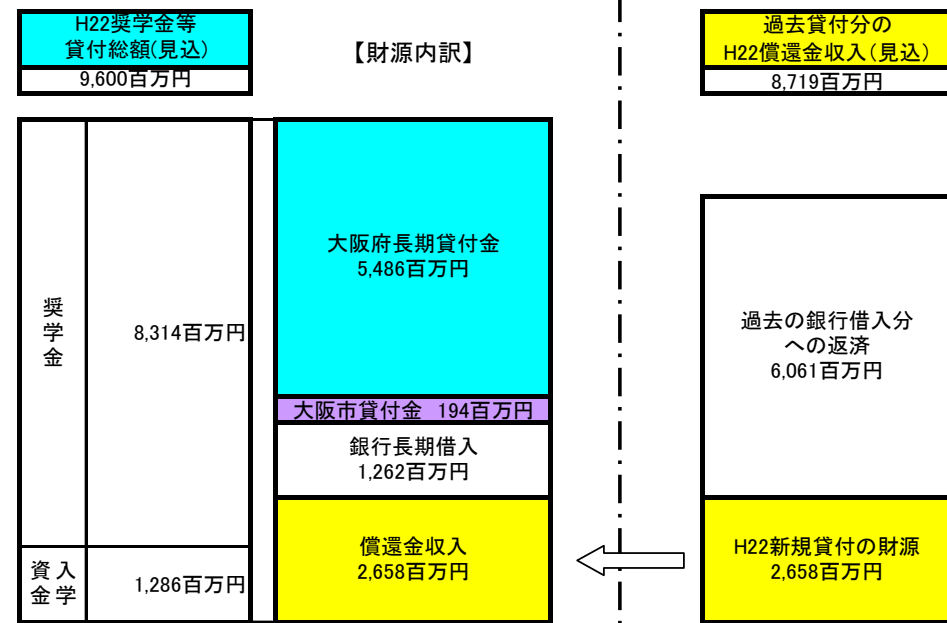 H22奨学金等
貸付総額(見込)
9,600百万円
【財源内訳】
過去貸付分の
H22償還金収入(見込)
8,719百万円
奨学金
8,314百万円
大阪府長期貸付金
5,486百万円
大阪市貸付金 194百万円
銀行長期借入
1,262百万円
償還金収入
2,658百万円
資入
金学
1,286百万円
過去の銀行借入分
への返済
6,061百万円
H22新規貸付の財源
2,658百万円